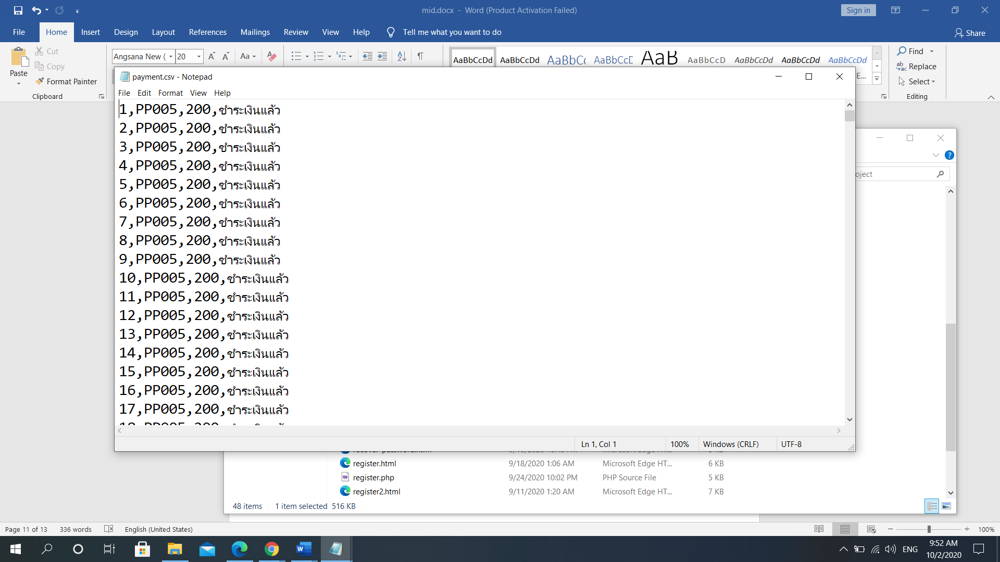 mid.docx - Word (Product Activation Failed)
Sign in
File Home Insert Design Layout References Mailings Review View Help Tell me what you want to do
Share
Paste
Cut
Copy
Format Painter
Clipboard
Angsana New ( 20
Aa
AaBbCcDd AaBbCcDd AaBbCc AaBbCcC AaB AaBbCcD AaBbCcDd AaBbCcDd AaBbCcDd
E...
Find
Replace
Select
Editing
payment.csv - Notepad
File Edit Format View Help
1,PP005,200,ชำระเงินแล้ว
2,PP005,200,ชำระเงินแล้ว
3,PP005,200,ชำระเงินแล้ว
4,PP005,200,ชำระเงินแล้ว
5,PP005,200,ชำระเงินแล้ว
6,PP005,200,ชำระเงินแล้ว
7,PP005,200,ชำระเงินแล้ว
8,PP005,200,ชำระเงินแล้ว
9,PP005,200,ชำระเงินแล้ว
10,PP005,200,ชำระเงินแล้ว
11,PP005,200,ชำระเงินแล้ว
12,PP005,200,ชำระเงินแล้ว
13,PP005,200,ชำระเงินแล้ว
14,PP005,200,ชำระเงินแล้ว
15,PP005,200,ชำระเงินแล้ว
16,PP005,200,ชำระเงินแล้ว
17,PP005,200,ชำระเงินแล้ว
Ln 1, Col 1 100% Windows (CRLF) UTF-8
oject
register.html 9/18/2020 1:06 AM Microsoft Edge HT... 6 KB
register.php 9/24/2020 10:02 PM PHP Source File 5 KB
register2.html 9/11/2020 1:20 AM Microsoft Edge HT... 7 KB
48 items 1 item selected 516 KB
Page 11 of 13 336 words English (United States)
100%
ENG
9:52 AM
10/2/2020